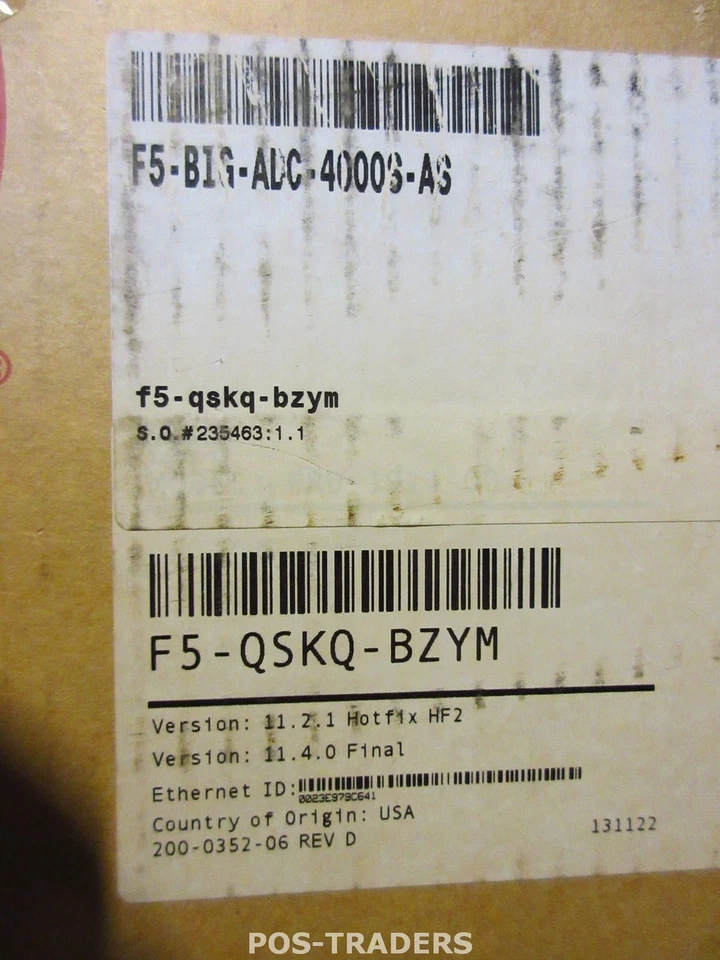 F5-BIG-ADC-4000S-AS
f5-qskq-bzym
S.O.#235463:1.1
F5-QSKQ-BZYM
Version: 11.2.1 Hotfix HF2
Version: 11.4.0 Final
Ethernet ID:
0023E979C641
Country of Origin: USA
200-0352-06 REV D
131122
POS-TRADERS